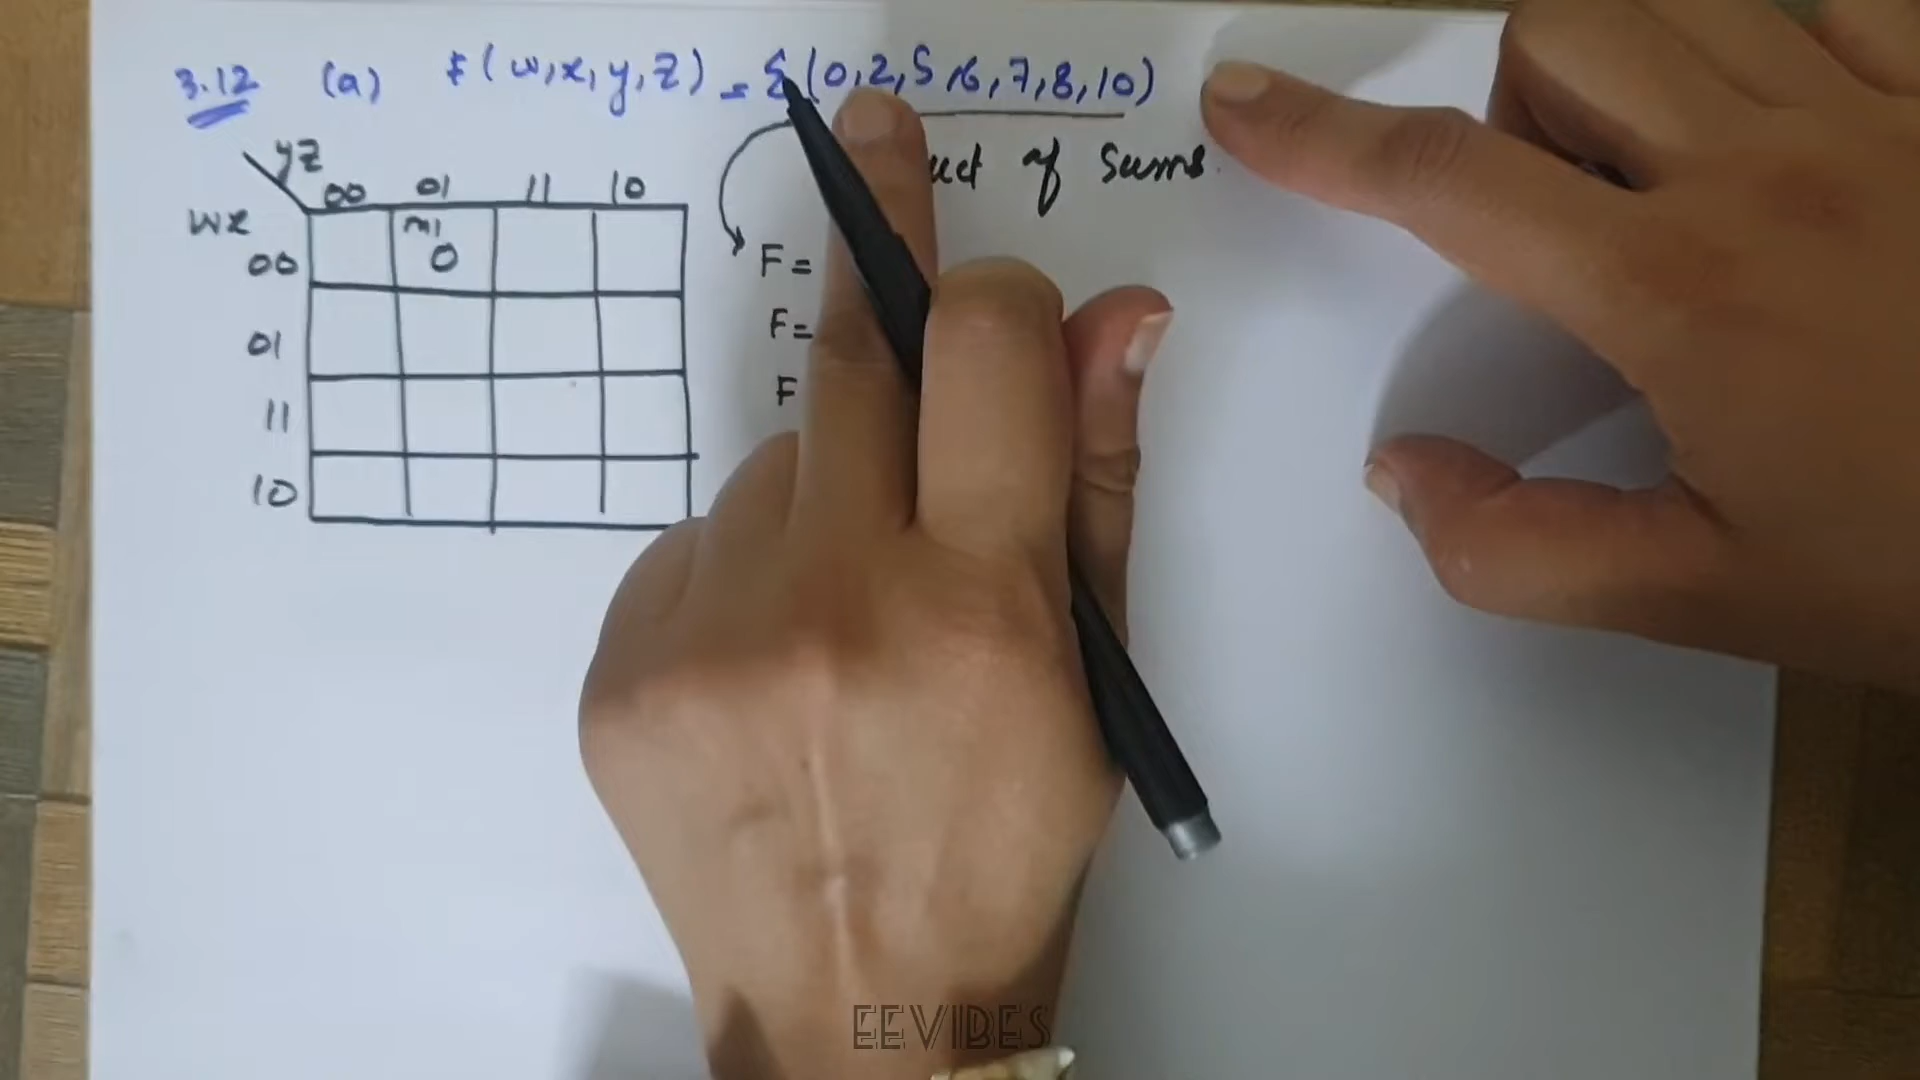 3.12 (a) F(w,x,y,z) = Σ(0,2,5,6,7,8,10)
uct of Sums.
yz
00 01 11 10
wx
m1
00 0
01
11
10
F=
F=
F
EEVIBES